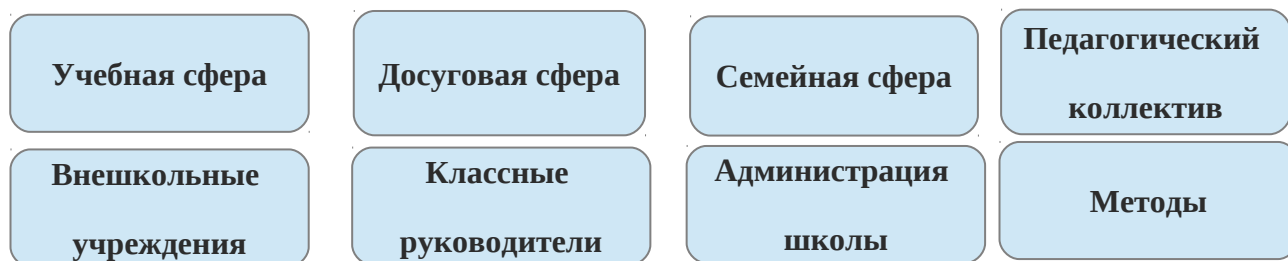 Учебная сфера
Досуговая сфера
Семейная сфера
Педагогический
коллектив
Внешкольные
учреждения
Классные
руководители
Администрация
школы
Методы